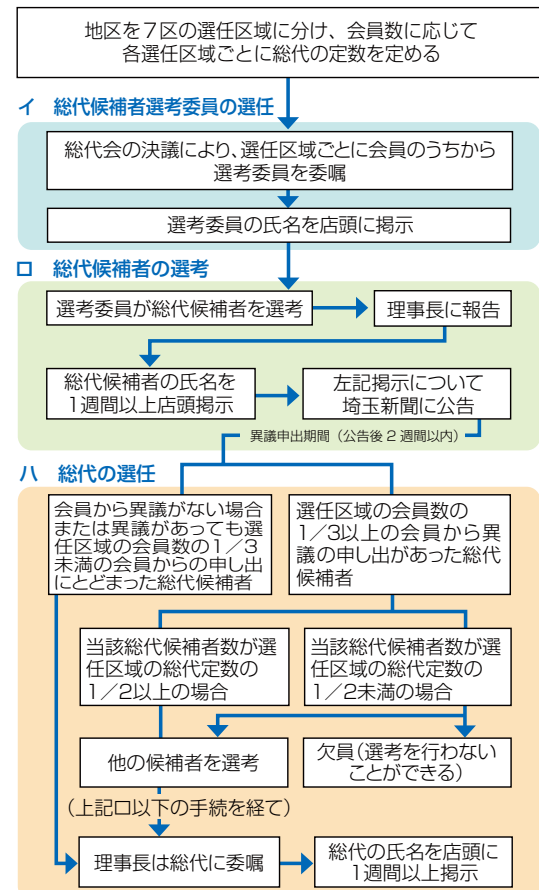 地区を７区の選任区域に分け、会員数に応じて
各選任区域ごとに総代の定数を定める
イ　総代候補者選考委員の選任
総代会の決議により、選任区域ごとに会員のうちから
選考委員を委嘱
選考委員の氏名を店頭に掲示
ロ　総代候補者の選考
選考委員が総代候補者を選考
理事長に報告
総代候補者の氏名を
1週間以上店頭掲示
左記掲示について
埼玉新聞に公告
異議申出期間（公告後 2 週間以内）
ハ　総代の選任
会員から異議がない場合
または異議があっても選
任区域の会員数の1／3
未満の会員からの申し出
にとどまった総代候補者
選任区域の会員数の
1／3以上の会員から異
議の申し出があった総代
候補者
当該総代候補者数が選
任区域の総代定数の
1／2以上の場合
当該総代候補者数が選
任区域の総代定数の
1／2未満の場合
他の候補者を選考
欠員（選考を行わない
ことができる）
（上記ロ以下の手続を経て）
理事長は総代に委嘱
総代の氏名を店頭に
1週間以上掲示